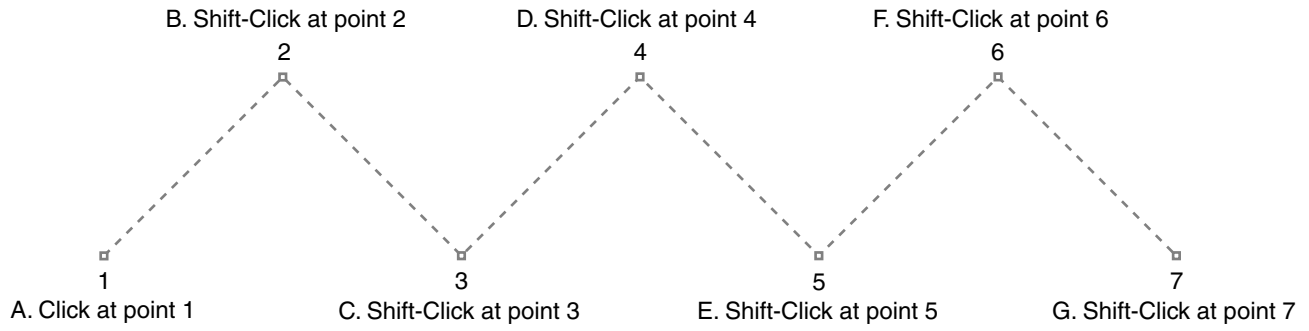 B. Shift-Click at point 2
D. Shift-Click at point 4
F. Shift-Click at point 6
2
4
6
1
3
5
7
A. Click at point 1
C. Shift-Click at point 3
E. Shift-Click at point 5
G. Shift-Click at point 7